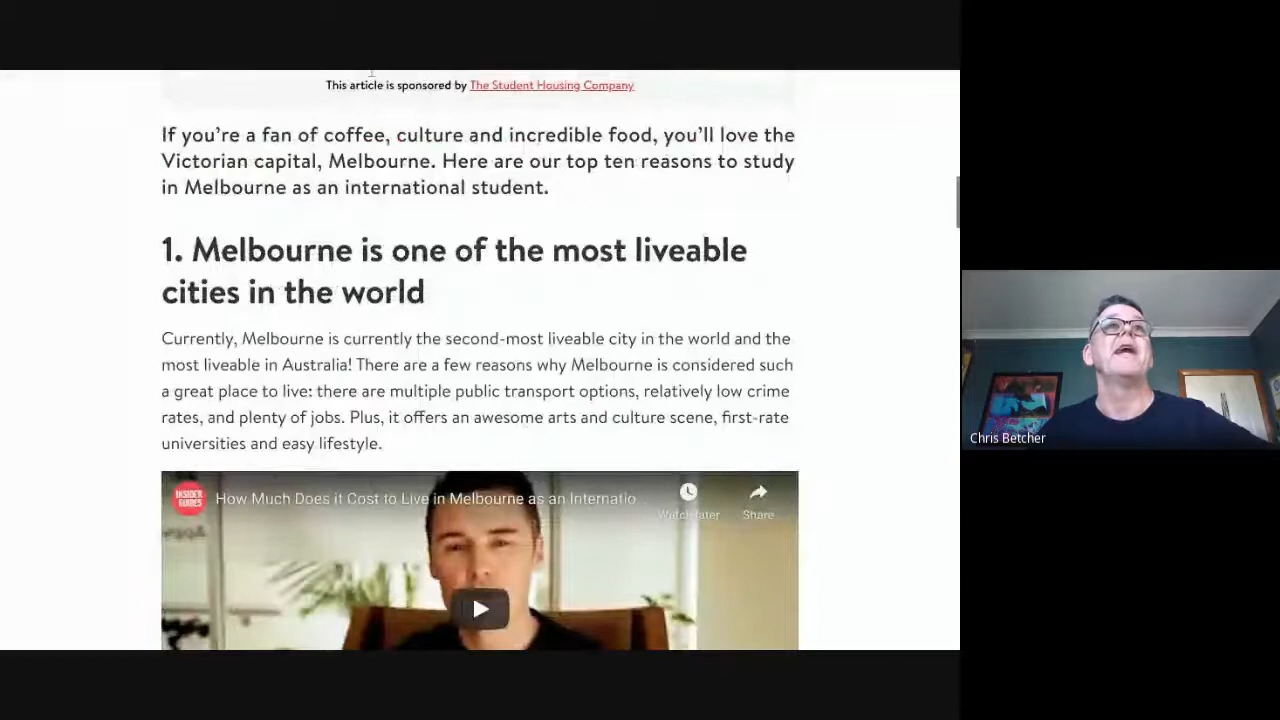 This article is sponsored by The Student Housing Company
If you're a fan of coffee, culture and incredible food, you'll love the
Victorian capital, Melbourne. Here are our top ten reasons to study
in Melbourne as an international student.
1. Melbourne is one of the most liveable
cities in the world
Currently, Melbourne is currently the second-most liveable city in the world and the
most liveable in Australia! There are a few reasons why Melbourne is considered such
a great place to live: there are multiple public transport options, relatively low crime
rates, and plenty of jobs. Plus, it offers an awesome arts and culture scene, first-rate
universities and easy lifestyle.
INSIDER
GUIDES
How Much Does it Cost to Live in Melbourne as an Internatio...
Watch later
Share
Chris Betcher